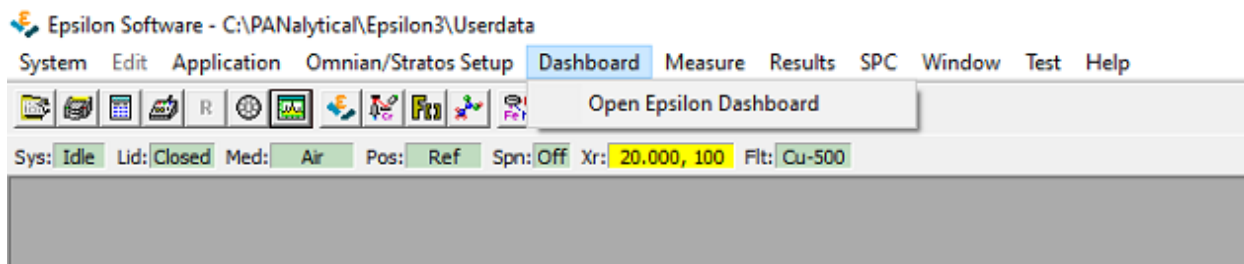 Epsilon Software - C:\PANalytical\Epsilon3\Userdata
System Edit Application Omnian/Stratos Setup Dashboard Measure Results SPC Window Test Help
R
Open Epsilon Dashboard
Sys: Idle Lid: Closed Med: Air Pos: Ref Spn: Off Xr: 20.000, 100 Flt: Cu-500